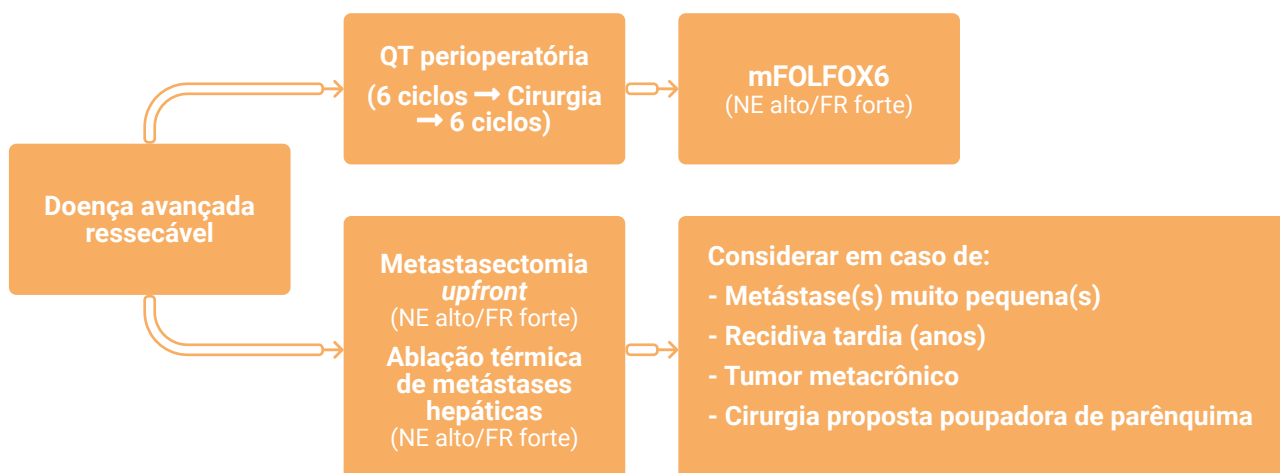 Doença avançada
ressecável
QT perioperatória
(6 ciclos → Cirurgia
→ 6 ciclos)
mFOLFOX6
(NE alto/FR forte)
Metastasectomia
upfront
(NE alto/FR forte)
Ablação térmica
de metástases
hepáticas
(NE alto/FR forte)
Considerar em caso de:
- Metástase(s) muito pequena(s)
- Recidiva tardia (anos)
- Tumor metacrônico
- Cirurgia proposta poupadora de parênquima